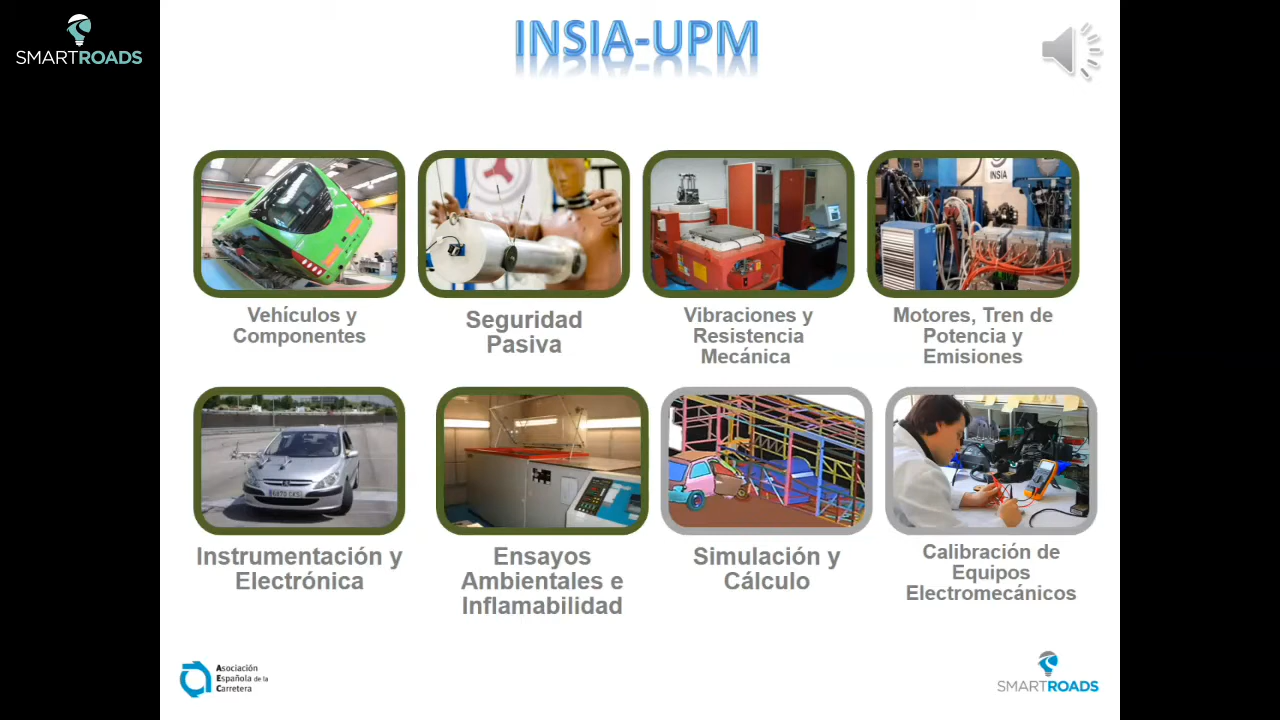 SMARTROADS
INSIA-UPM
INSIA
Vehículos y
Componentes
Seguridad
Pasiva
Vibraciones y
Resistencia
Mecánica
Motores, Tren de
Potencia y
Emisiones
Instrumentación y
Electrónica
Ensayos
Ambientales e
Inflamabilidad
Simulación y
Cálculo
Calibración de
Equipos
Electromecánicos
Asociación
Española de la
Carretera
SMARTROADS